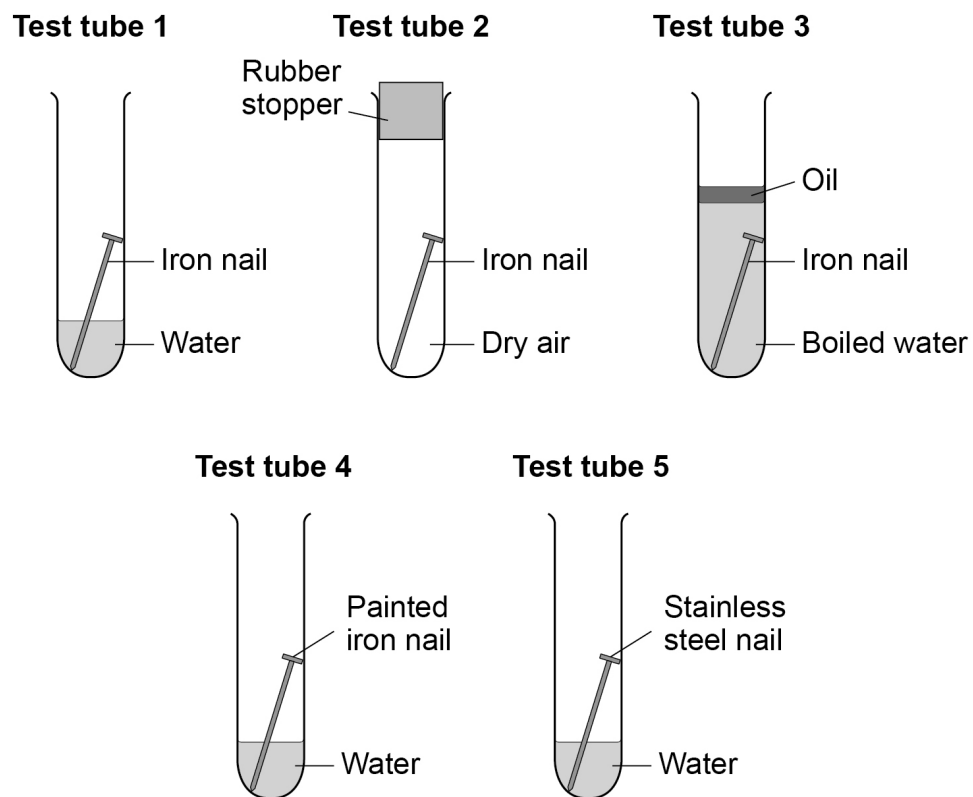 Test tube 1
Test tube 2
Test tube 3
Rubber
stopper
Oil
Iron nail
Iron nail
Iron nail
Water
Dry air
Boiled water
Test tube 4
Test tube 5
Painted
iron nail
Stainless
steel nail
Water
Water